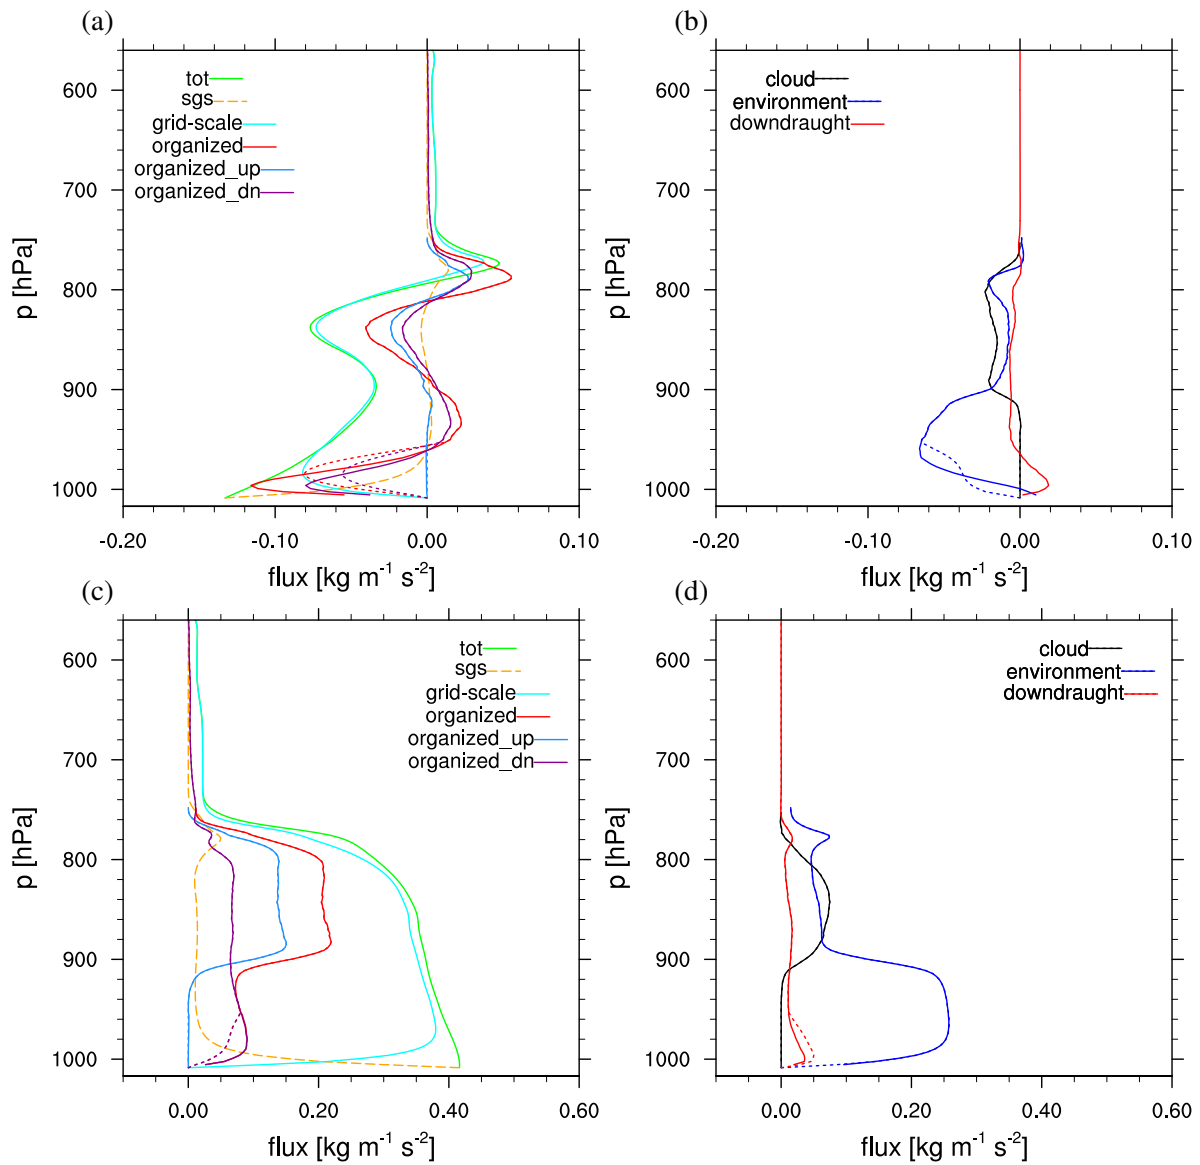 (a)
(b)
-0.20 -0.10 0.00 0.10
600
700
800
900
1000
p [hPa]
tot
sgs
grid-scale
organized
organized_up
organized_dn
flux [kg m⁻¹ s⁻²]
600
700
800
900
1000
p [hPa]
cloud
environment
downdraught
-0.20 -0.10 0.00 0.10
flux [kg m⁻¹ s⁻²]
(c)
(d)
600
700
800
900
1000
p [hPa]
tot
sgs
grid-scale
organized
organized_up
organized_dn
0.00 0.20 0.40 0.60
flux [kg m⁻¹ s⁻²]
600
700
800
900
1000
p [hPa]
cloud
environment
downdraught
0.00 0.20 0.40 0.60
flux [kg m⁻¹ s⁻²]